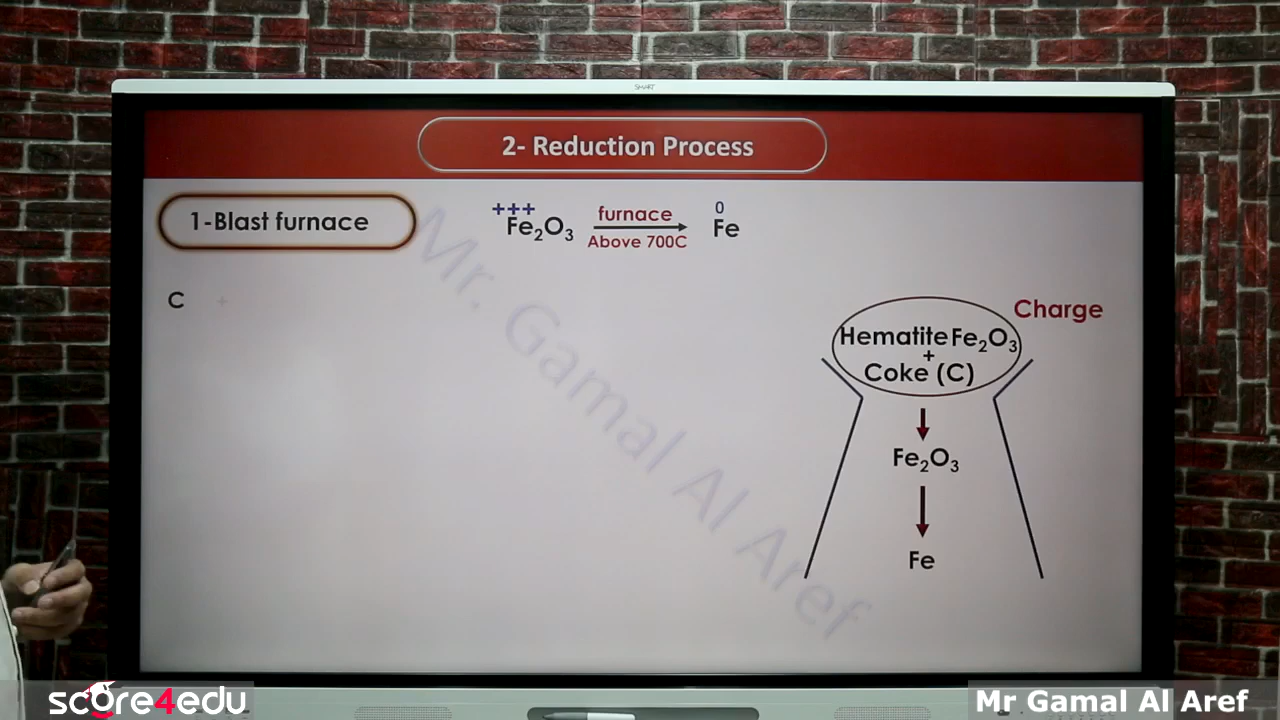 SMART
2- Reduction Process
1-Blast furnace
+++
Fe₂O₃ furnace Above 700C Fe
0
C +
Charge
Hematite Fe₂O₃
+
Coke (C)
Fe₂O₃
Fe
Mr. Gamal Al Aref
score4edu
Mr Gamal Al Aref